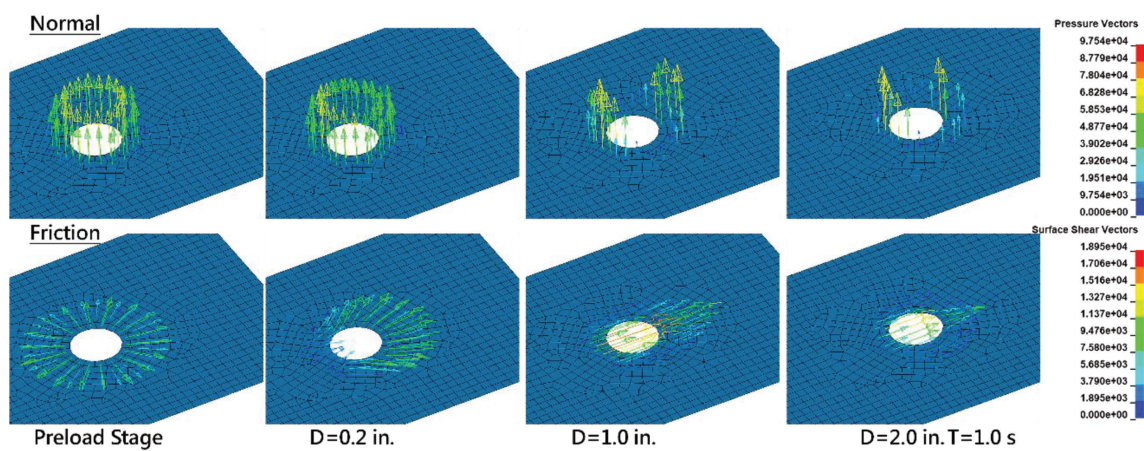 Normal
Pressure Vectors
9.754e+04
8.779e+04
7.804e+04
6.828e+04
5.853e+04
4.877e+04
3.902e+04
2.926e+04
1.951e+04
9.754e+03
0.000e+00
Friction
Surface Shear Vectors
1.895e+04
1.706e+04
1.516e+04
1.327e+04
1.137e+04
9.476e+03
7.580e+03
5.685e+03
3.790e+03
1.895e+03
0.000e+00
Preload Stage
D=0.2 in.
D=1.0 in.
D=2.0 in. T=1.0 s